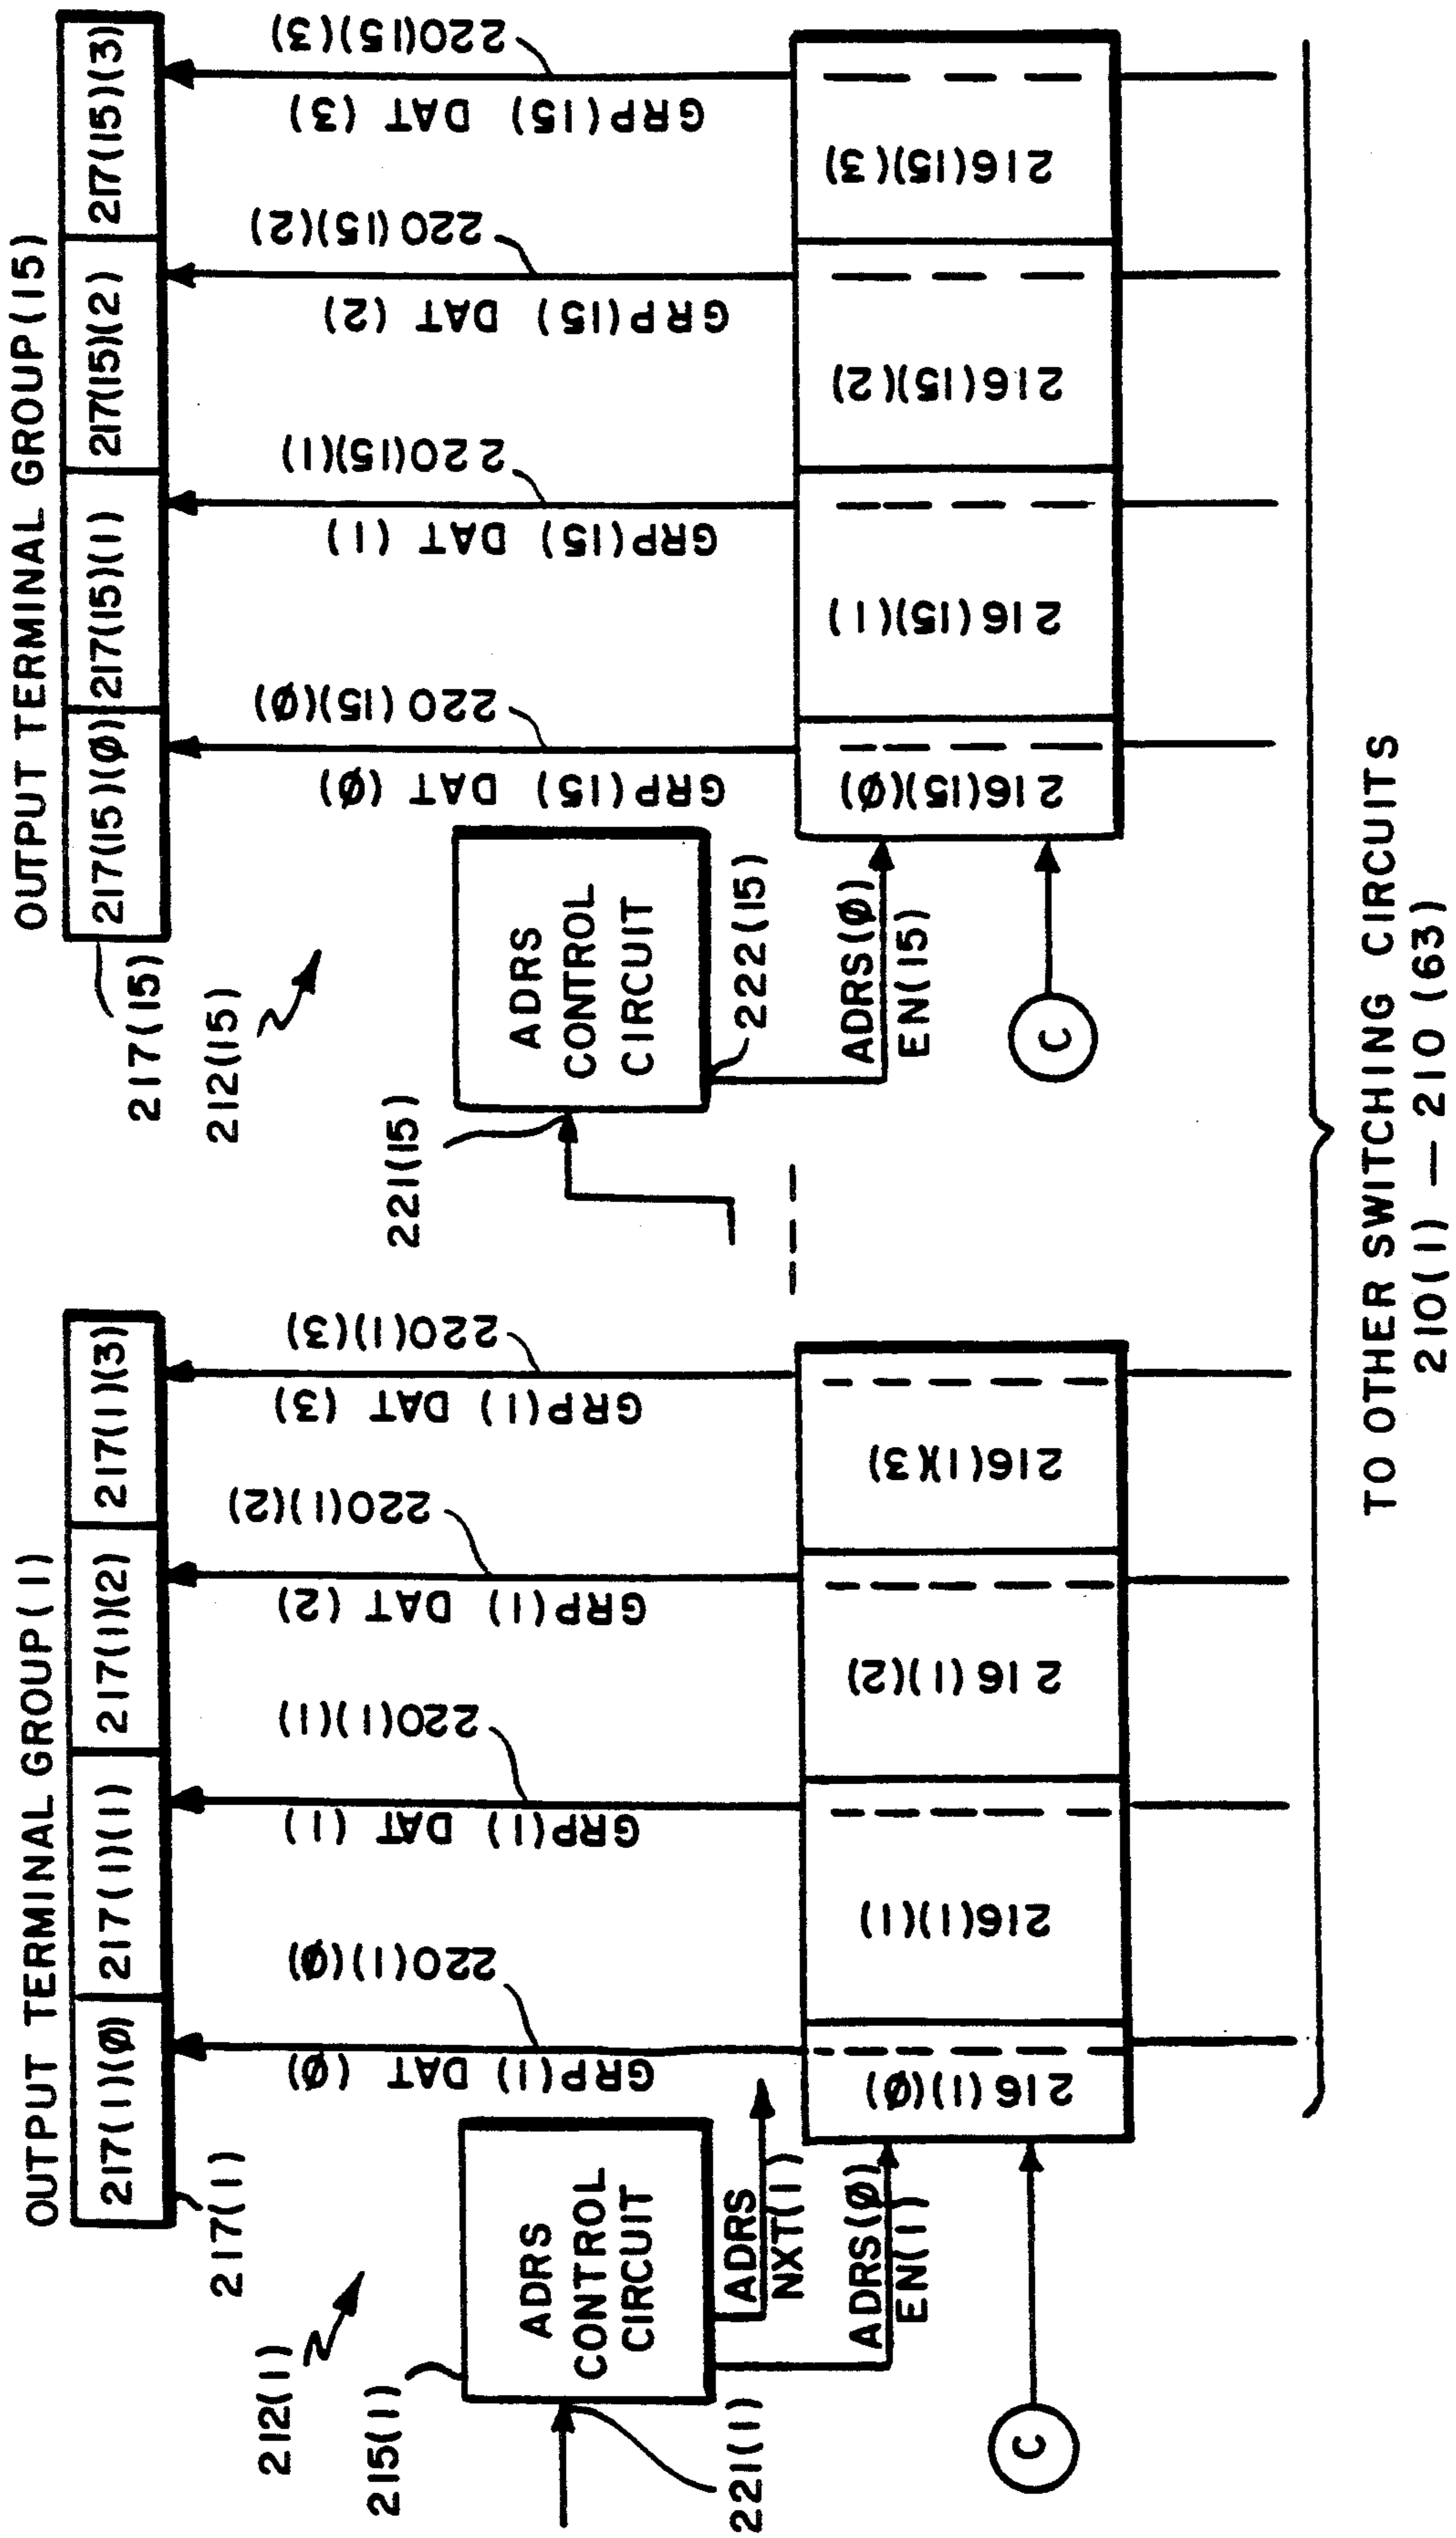 OUTPUT TERMINAL GROUP(1)
217(1)(Ø)
217(1)(1)
217(1)(2)
217(1)(3)
217(1)
212(1)
215(1)
221(1)
ADRS
CONTROL
CIRCUIT
ADRS
NXT(1)
ADRS(Ø)
EN(1)
C
220(1)(Ø)
GRP(1) DAT (Ø)
220(1)(1)
GRP(1) DAT (1)
220(1)(2)
GRP(1) DAT (2)
220(1)(3)
GRP(1) DAT (3)
216(1)(Ø)
216(1)(1)
216(1)(2)
216(1)(3)
OUTPUT TERMINAL GROUP(15)
217(15)(Ø)
217(15)(1)
217(15)(2)
217(15)(3)
217(15)
212(15)
221(15)
ADRS
CONTROL
CIRCUIT
222(15)
ADRS(Ø)
EN(15)
C
220(15)(Ø)
GRP(15) DAT (Ø)
220(15)(1)
GRP(15) DAT (1)
220(15)(2)
GRP(15) DAT (2)
220(15)(3)
GRP(15) DAT (3)
216(15)(Ø)
216(15)(1)
216(15)(2)
216(15)(3)
TO OTHER SWITCHING CIRCUITS
210(1) — 210 (63)